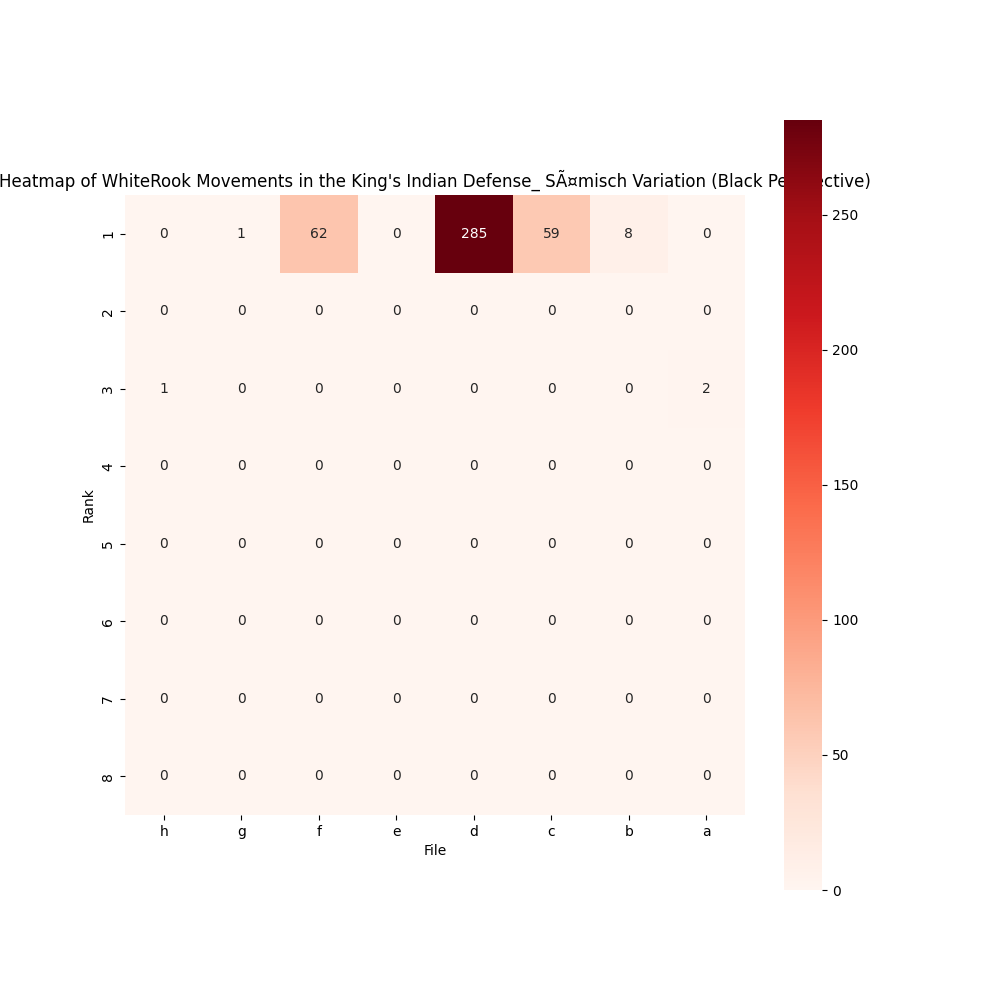 Heatmap of WhiteRook Movements in the King's Indian Defense_ SÃ¤misch Variation (Black Pe ective)
250
1 0 1 62 0 285 59 8 0
2 0 0 0 0 0 0 0 0
200
3 1 0 0 0 0 0 0 2
150
4 0 0 0 0 0 0 0 0
Rank
5 0 0 0 0 0 0 0 0
100
6 0 0 0 0 0 0 0 0
7 0 0 0 0 0 0 0 0
50
8 0 0 0 0 0 0 0 0
h g f e d c b a
File
0